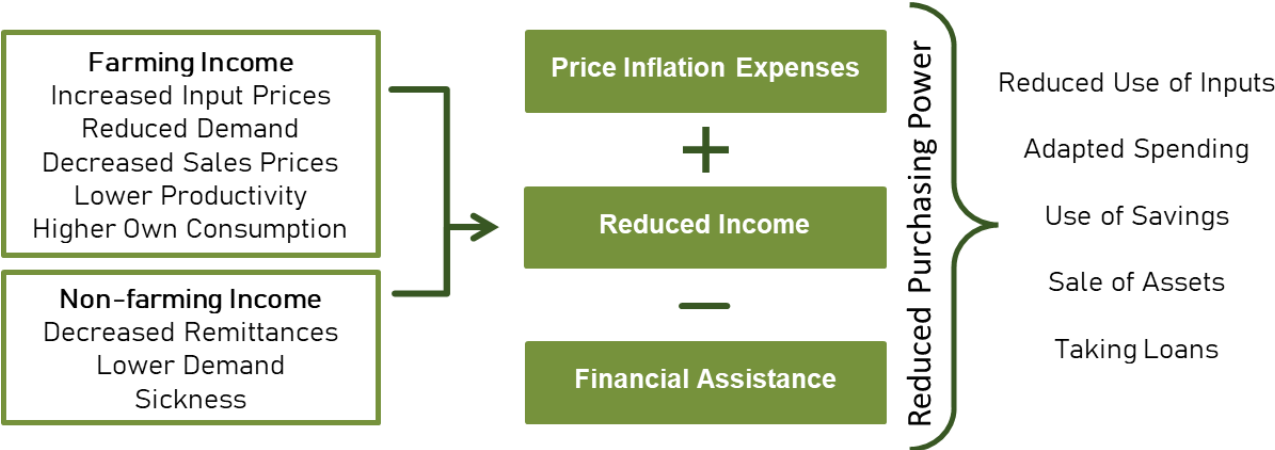 Farming Income
Increased Input Prices
Reduced Demand
Decreased Sales Prices
Lower Productivity
Higher Own Consumption
Non-farming Income
Decreased Remittances
Lower Demand
Sickness
Price Inflation Expenses
+
Reduced Income
−
Financial Assistance
Reduced Purchasing Power
Reduced Use of Inputs
Adapted Spending
Use of Savings
Sale of Assets
Taking Loans